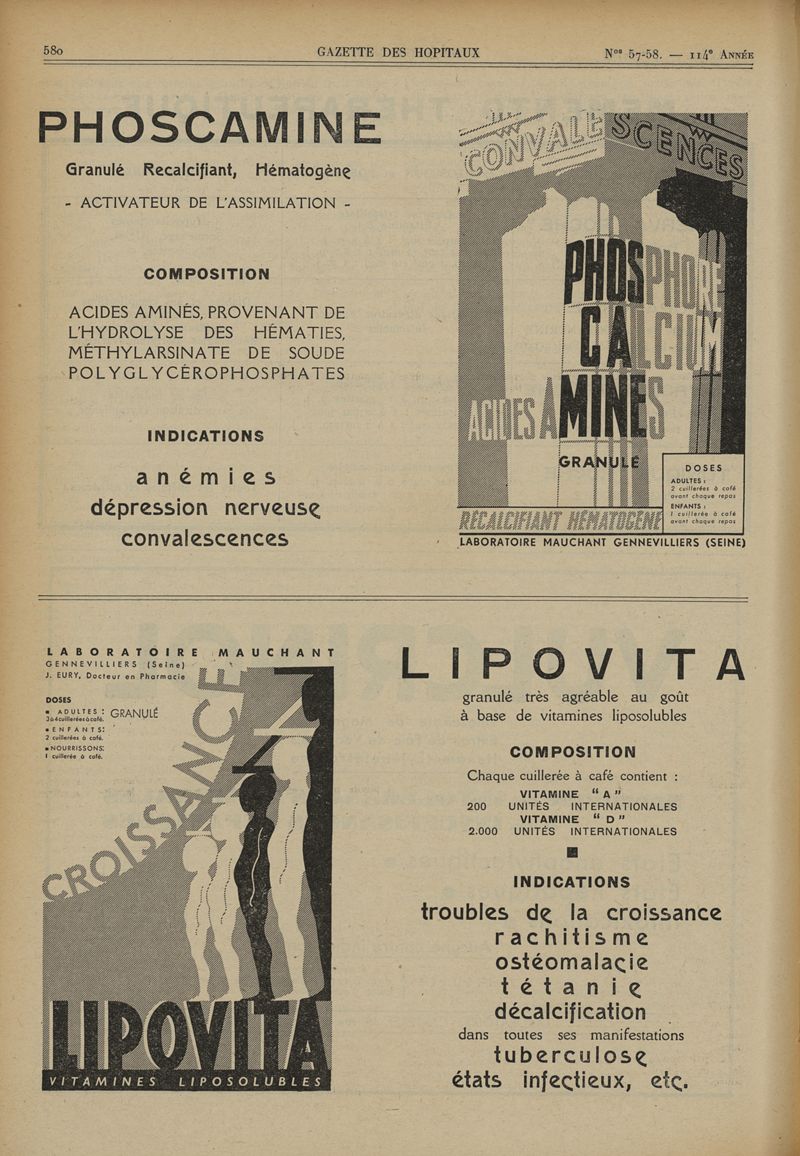 580
GAZETTE DES HOPITAUX
Nos 57-58. — 114e ANNÉE
PHOSCAMINE
Granulé Recalcifiant, Hématogène
- ACTIVATEUR DE L'ASSIMILATION -
COMPOSITION
ACIDES AMINÉS, PROVENANT DE
L'HYDROLYSE DES HÉMATIES,
MÉTHYLARSINATE DE SOUDE
POLYGLYCÉROPHOSPHATES
INDICATIONS
anémies
dépression nerveuse
convalescences
CONVALESCENCES
PHOSPHORE
CALCIUM
ACIDES AMINES
GRANULÉ
DOSES
ADULTES :
2 cuillerées à café
avant chaque repas
ENFANTS :
1 cuillerée à café
avant chaque repas
RECALCIFIANT HÉMATOGÈNE
LABORATOIRE MAUCHANT GENNEVILLIERS (SEINE)
LABORATOIRE MAUCHANT
GENNEVILLIERS (Seine)
J. EURY, Docteur en Pharmacie
DOSES
■ ADULTES :
3 à 4 cuillerées à café.
■ ENFANTS:
2 cuillerées à café.
■ NOURRISSONS:
1 cuillerée à café.
GRANULÉ
CROISSANCE
LIPOVITA
VITAMINES LIPOSOLUBLES
LIPOVITA
granulé très agréable au goût
à base de vitamines liposolubles
COMPOSITION
Chaque cuillerée à café contient :
VITAMINE “ A ”
200 UNITÉS INTERNATIONALES
VITAMINE “ D ”
2.000 UNITÉS INTERNATIONALES
INDICATIONS
troubles de la croissance
rachitisme
ostéomalacie
tétanie
décalcification
dans toutes ses manifestations
tuberculose
états infectieux, etc.